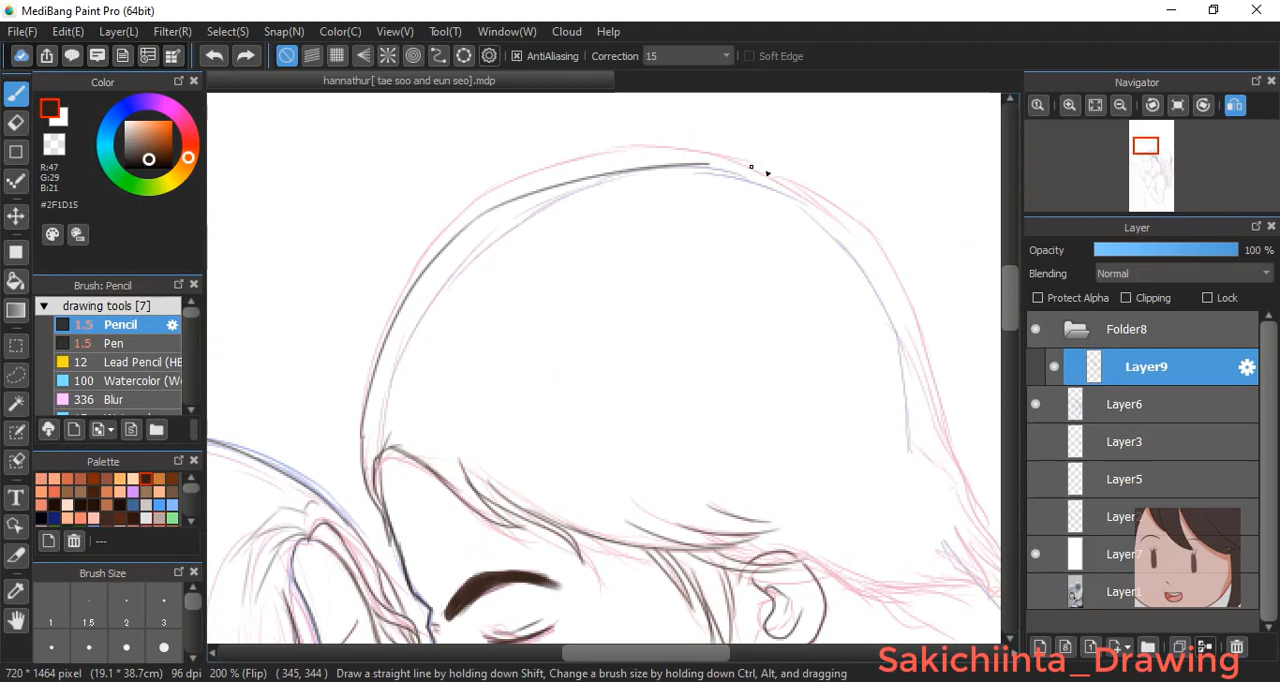 MediBang Paint Pro (64bit)
File(F) Edit(E) Layer(L) Filter(R) Select(S) Snap(N) Color(C) View(V) Tool(T) Window(W) Cloud Help
AntiAliasing Correction 15 Soft Edge
Color
hannathur[ tae soo and eun seo].mdp
Navigator
R:47
G:29
B:21
#2F1D15
Layer
Opacity 100 %
Blending Normal
Protect Alpha Clipping Lock
Brush: Pencil
drawing tools [7]
1.5 Pencil
1.5 Pen
12 Lead Pencil (HE
100 Watercolor (We
336 Blur
Folder8
Layer9
Layer6
Layer3
Layer5
Layer7
Layer1
Palette
---
Brush Size
1 1.5 2 3
Sakichiinta_Drawing
720 * 1464 pixel (19.1 * 38.7cm) 96 dpi 200 % (Flip) ( 345, 344 ) Draw a straight line by holding down Shift, Change a brush size by holding down Ctrl, Alt, and dragging